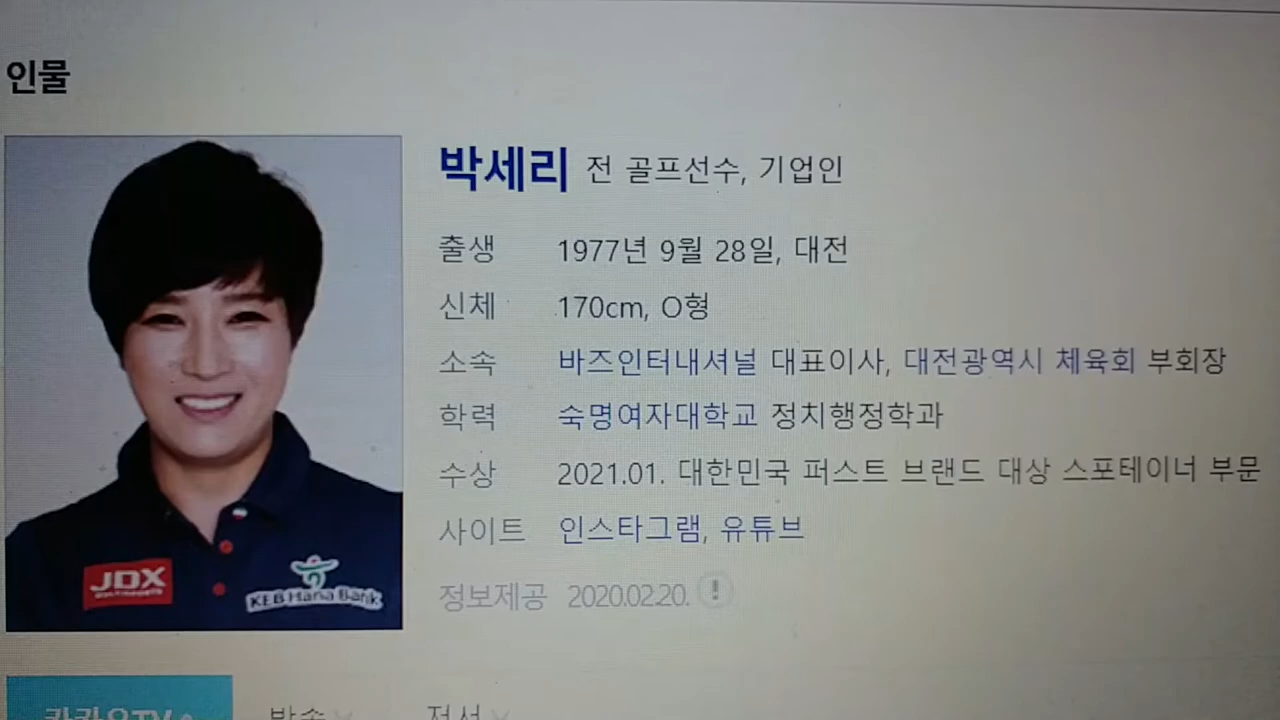 인물
박세리 전 골프선수, 기업인
출생 1977년 9월 28일, 대전
신체 170cm, O형
소속 바즈인터내셔널 대표이사, 대전광역시 체육회 부회장
학력 숙명여자대학교 정치행정학과
수상 2021.01. 대한민국 퍼스트 브랜드 대상 스포테이너 부문
사이트 인스타그램, 유튜브
정보제공 2020.02.20. !
JDX
KEB Hana Bank